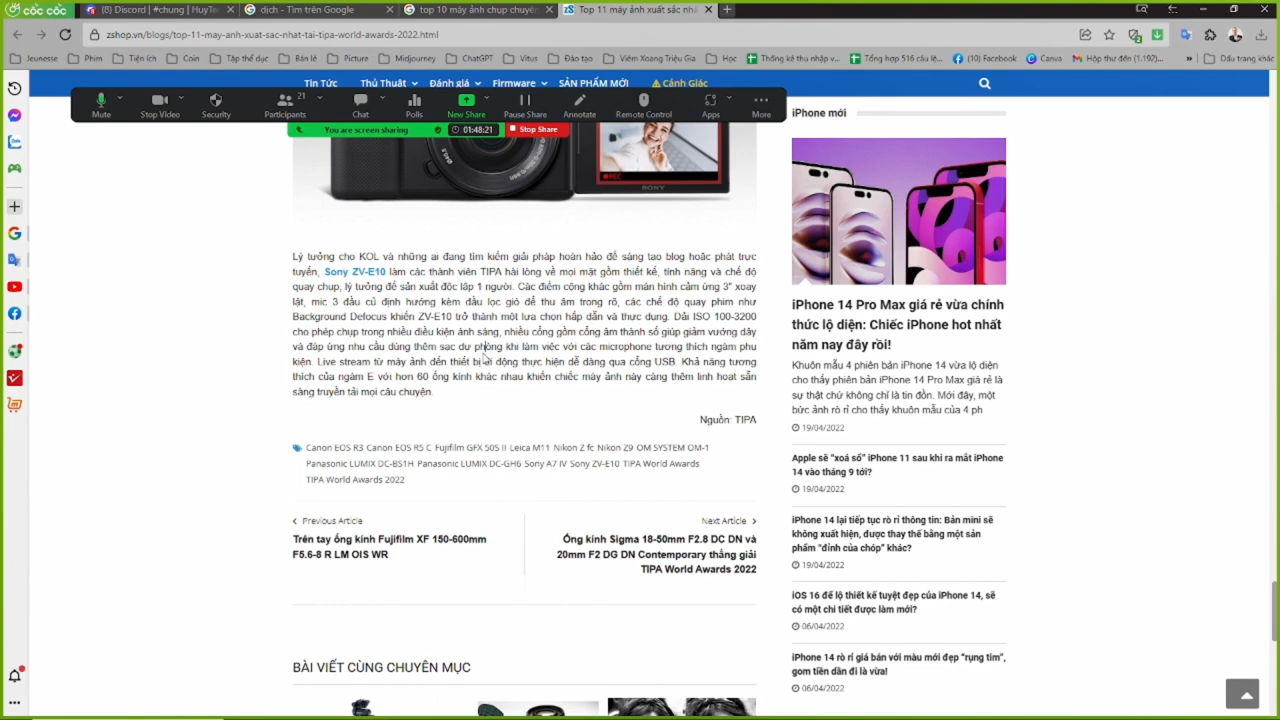 cốc cốc
(8) Discord | #chung | HuyTe
dịch - Tìm trên Google
top 10 máy ảnh chụp chuyên
Top 11 máy ảnh xuất sắc nhấ
zshop.vn/blogs/top-11-may-anh-xuat-sac-nhat-tai-tipa-world-awards-2022.html
Jeunesse
Phim
Tiện ích
Coin
Tập thể dục
Bản đồ
Picture
Midjourney
ChatGPT
Vitus
Đào tạo
Viêm Xoang Triệu Gia
Học
Thống kê thu nhập v...
Tổng hợp 516 câu lệ...
(10) Facebook
Canva
Hộp thư đến (1.192)...
Dấu trang khác
Tin Tức
Thủ Thuật
Đánh giá
Firmware
SẢN PHẨM MỚI
Cảnh Giác
Mute
Stop Video
Security
21
Participants
Chat
Polls
New Share
Pause Share
Annotate
Remote Control
Apps
More
You are screen sharing
01:48:21
Stop Share
REC
SONY
Lý tưởng cho KOL và những ai đang tìm kiếm giải pháp hoàn hảo để sáng tạo blog hoặc phát trực
tuyến, Sony ZV-E10 làm các thành viên TIPA hài lòng về mọi mặt gồm thiết kế, tính năng và chế độ
quay chụp, lý tưởng để sản xuất độc lập 1 người. Các điểm cộng khác gồm màn hình cảm ứng 3" xoay
lật, mic 3 đầu củ định hướng kèm đầu lọc gió để thu âm trong rõ, các chế độ quay phim như
Background Defocus khiến ZV-E10 trở thành một lựa chọn hấp dẫn và thực dụng. Dải ISO 100-3200
cho phép chụp trong nhiều điều kiện ánh sáng, nhiều cổng gồm cổng âm thành số giúp giảm vướng dây
và đáp ứng nhu cầu dùng thêm sạc dự phòng khi làm việc với các microphone tương thích ngàm phụ
kiện. Live stream từ máy ảnh đến thiết bị di động thực hiện dễ dàng qua cổng USB. Khả năng tương
thích của ngàm E với hơn 60 ống kính khác nhau khiến chiếc máy ảnh này càng thêm linh hoạt sẵn
sàng truyền tải mọi câu chuyện.
Nguồn: TIPA
Canon EOS R3 Canon EOS R5 C Fujifilm GFX 50S II Leica M11 Nikon Z fc Nikon Z9 OM SYSTEM OM-1
Panasonic LUMIX DC-BS1H Panasonic LUMIX DC-GH6 Sony A7 IV Sony ZV-E10 TIPA World Awards
TIPA World Awards 2022
Previous Article
Trên tay ống kính Fujifilm XF 150-600mm
F5.6-8 R LM OIS WR
Next Article
Ống kính Sigma 18-50mm F2.8 DC DN và
20mm F2 DG DN Contemporary thắng giải
TIPA World Awards 2022
BÀI VIẾT CÙNG CHUYÊN MỤC
iPhone mới
iPhone 14 Pro Max giá rẻ vừa chính
thức lộ diện: Chiếc iPhone hot nhất
năm nay đây rồi!
Khuôn mẫu 4 phiên bản iPhone 14 vừa lộ diện
cho thấy phiên bản iPhone 14 Pro Max giá rẻ là
sự thật chứ không chỉ là tin đồn. Mới đây, một
bức ảnh rò rỉ cho thấy khuôn mẫu của 4 ph
19/04/2022
Apple sẽ "xoá sổ" iPhone 11 sau khi ra mắt iPhone
14 vào tháng 9 tới?
19/04/2022
iPhone 14 lại tiếp tục rò rỉ thông tin: Bản mini sẽ
không xuất hiện, được thay thế bằng một sản
phẩm "đỉnh của chóp" khác?
19/04/2022
iOS 16 để lộ thiết kế tuyệt đẹp của iPhone 14, sẽ
có một chi tiết được làm mới?
06/04/2022
iPhone 14 rò rỉ giá bán với màu mới đẹp "rụng tim",
gom tiền dần đi là vừa!
06/04/2022